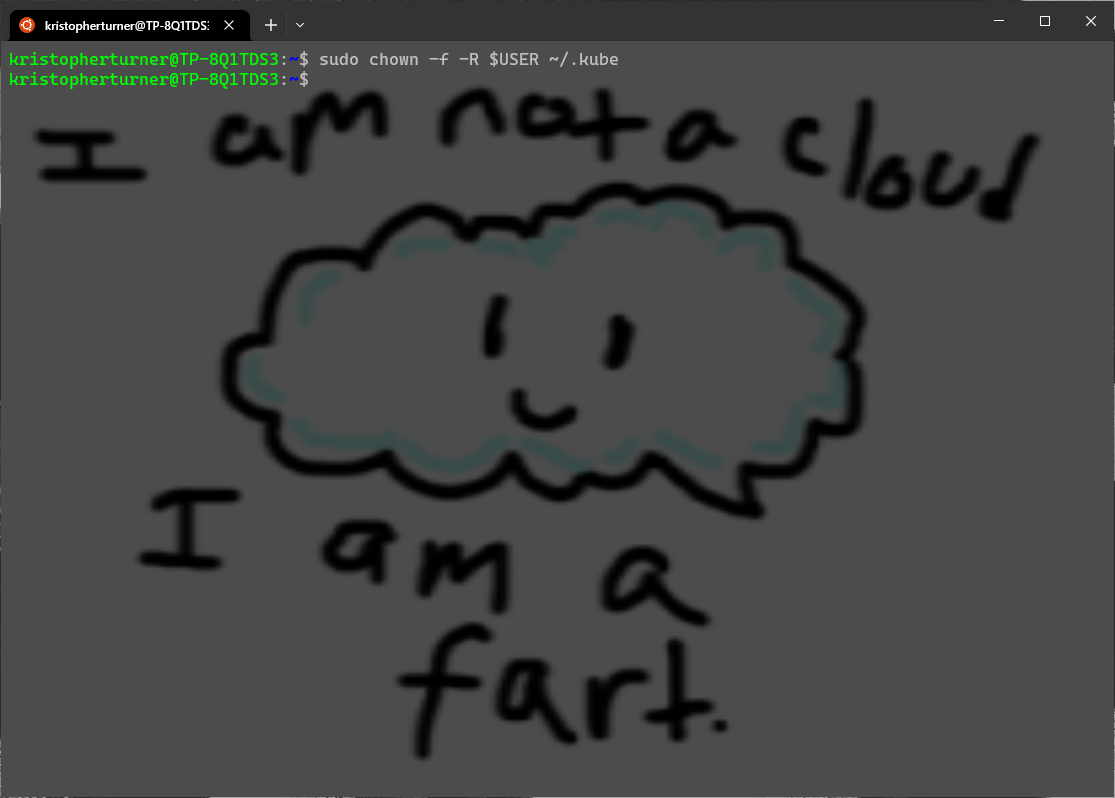 kristopherturner@TP-8Q1TDS:
kristopherturner@TP-8Q1TDS3:~$ sudo chown -f -R $USER ~/.kube
kristopherturner@TP-8Q1TDS3:~$
I am not a cloud
I am a
fart.